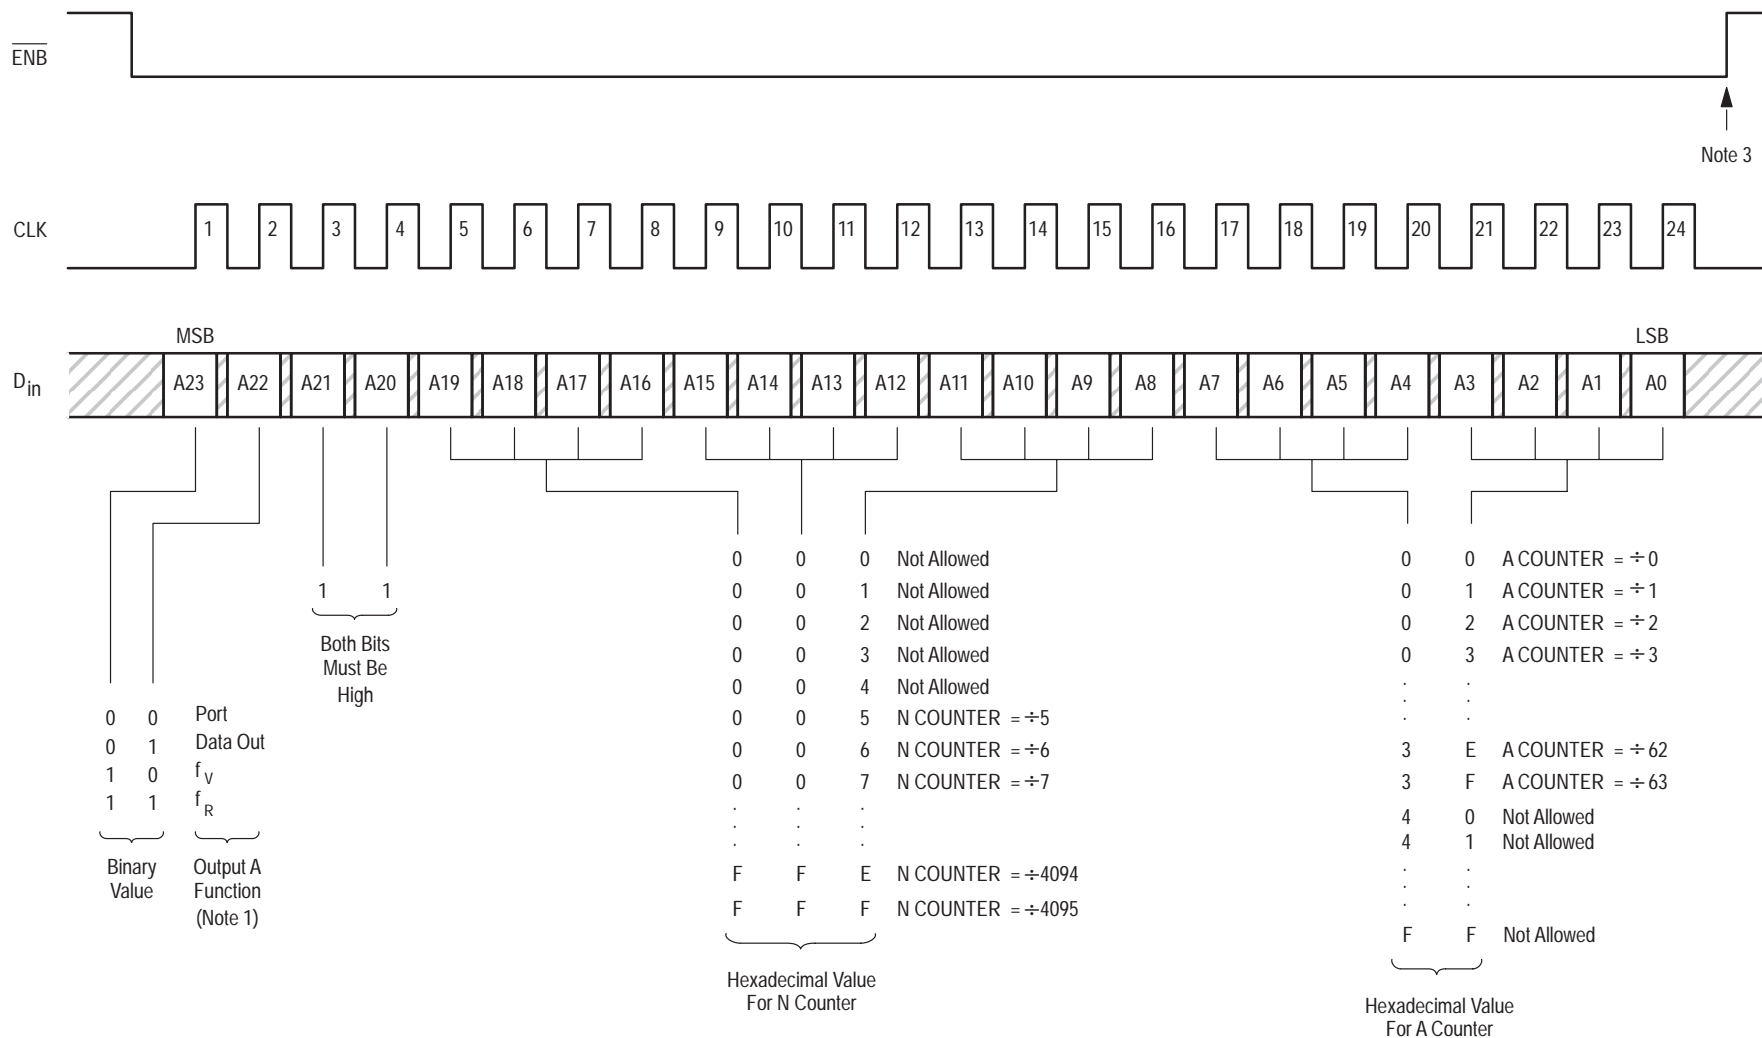 ENB
Note 3
CLK 1 2 3 4 5 6 7 8 9 10 11 12 13 14 15 16 17 18 19 20 21 22 23 24
MSB LSB
Din A23 A22 A21 A20 A19 A18 A17 A16 A15 A14 A13 A12 A11 A10 A9 A8 A7 A6 A5 A4 A3 A2 A1 A0
0 0 Port
0 1 Data Out
1 0 fV
1 1 fR
Binary
Value
Output A
Function
(Note 1)
1 1
Both Bits
Must Be
High
0 0 0 Not Allowed
0 0 1 Not Allowed
0 0 2 Not Allowed
0 0 3 Not Allowed
0 0 4 Not Allowed
0 0 5 N COUNTER = ÷5
0 0 6 N COUNTER = ÷6
0 0 7 N COUNTER = ÷7
. . .
. . .
. . .
F F E N COUNTER = ÷4094
F F F N COUNTER = ÷4095
Hexadecimal Value
For N Counter
0 0 A COUNTER = ÷0
0 1 A COUNTER = ÷1
0 2 A COUNTER = ÷2
0 3 A COUNTER = ÷3
. .
. .
. .
3 E A COUNTER = ÷62
3 F A COUNTER = ÷63
4 0 Not Allowed
4 1 Not Allowed
. .
. .
. .
F F Not Allowed
Hexadecimal Value
For A Counter